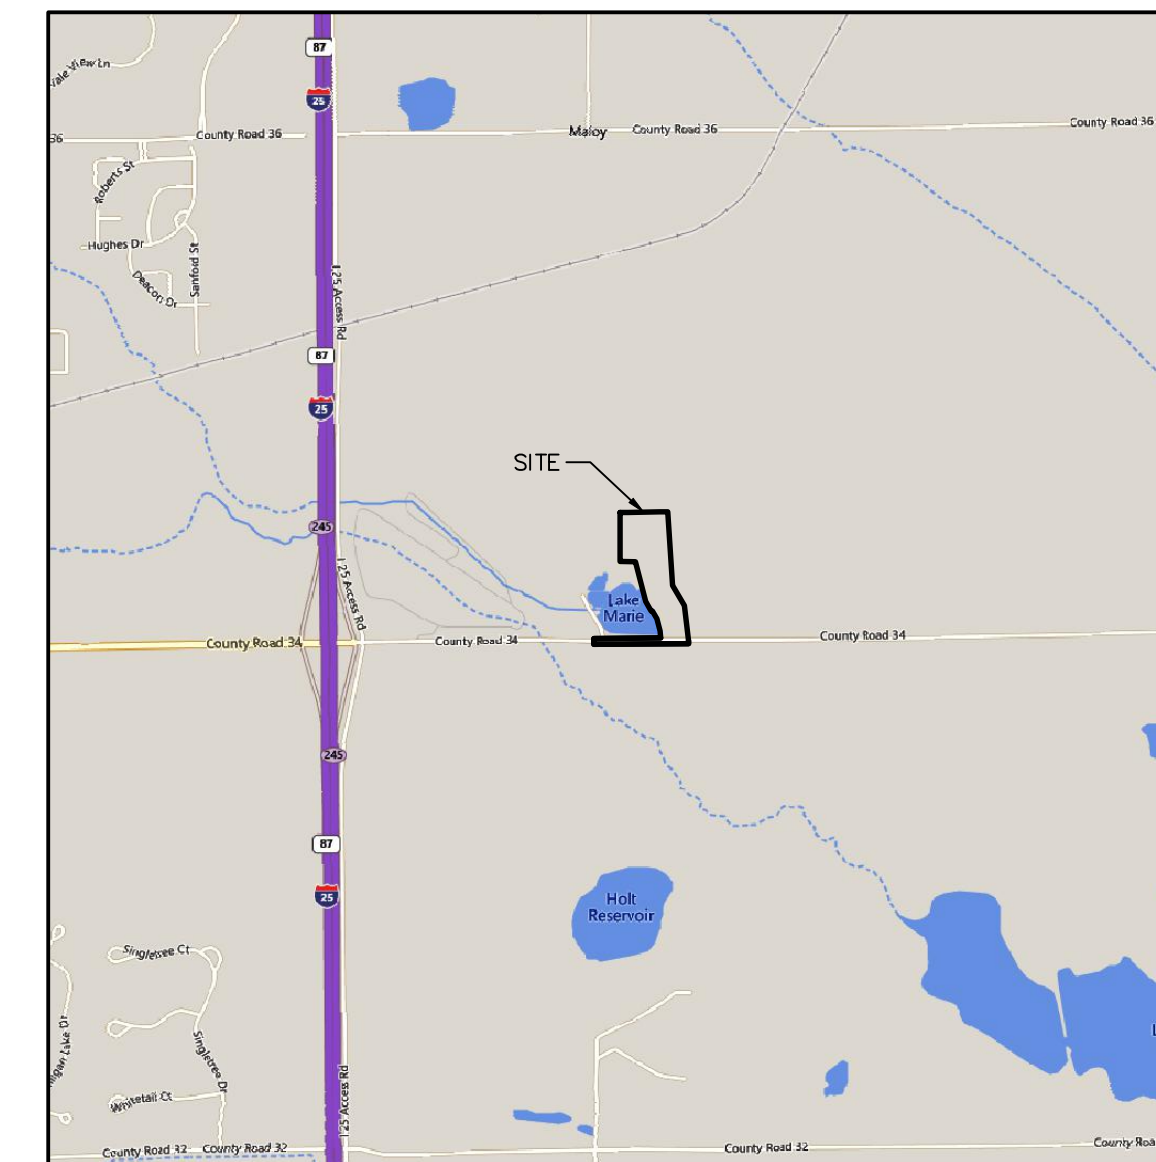 87
25
Vale View Ln
36
County Road 36
Maloy
County Road 36
County Road 36
Roberts St
Hughes Dr
Sanford St
Deacon Dr
I 25 Access Rd
87
25
SITE
245
I 25 Access Rd
Lake
Marie
County Road 34
County Road 34
County Road 34
245
87
25
Holt
Reservoir
Singletree Ct
Singletree Dr
Whitetail Ct
I 25 Access Rd
County Road 32
County Road 32
County Road 32
County Roa
L